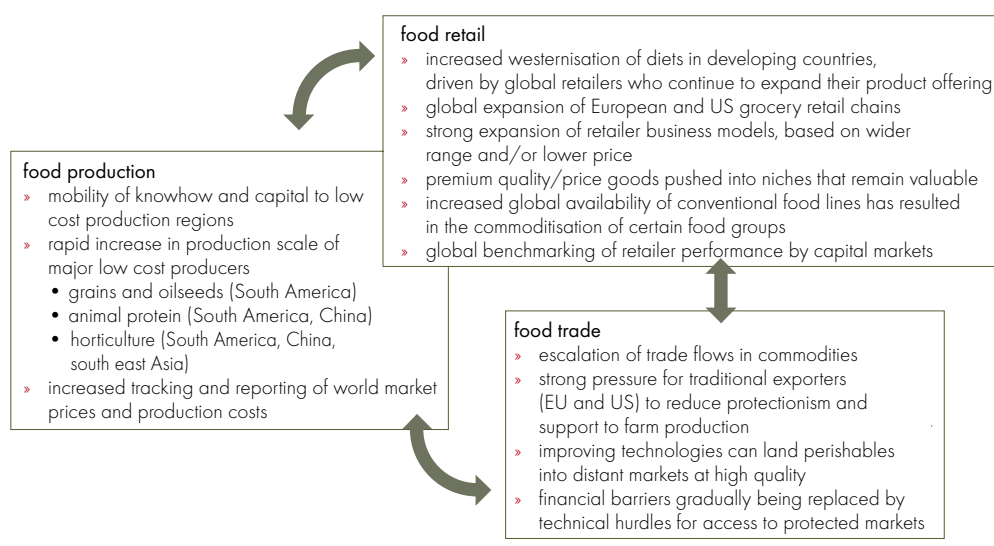 food retail
» increased westernisation of diets in developing countries,
driven by global retailers who continue to expand their product offering
» global expansion of European and US grocery retail chains
» strong expansion of retailer business models, based on wider
range and/or lower price
» premium quality/price goods pushed into niches that remain valuable
» increased global availability of conventional food lines has resulted
in the commoditisation of certain food groups
» global benchmarking of retailer performance by capital markets
food production
» mobility of knowhow and capital to low
cost production regions
» rapid increase in production scale of
major low cost producers
• grains and oilseeds (South America)
• animal protein (South America, China)
• horticulture (South America, China,
south east Asia)
» increased tracking and reporting of world market
prices and production costs
food trade
» escalation of trade flows in commodities
» strong pressure for traditional exporters
(EU and US) to reduce protectionism and
support to farm production
» improving technologies can land perishables
into distant markets at high quality
» financial barriers gradually being replaced by
technical hurdles for access to protected markets